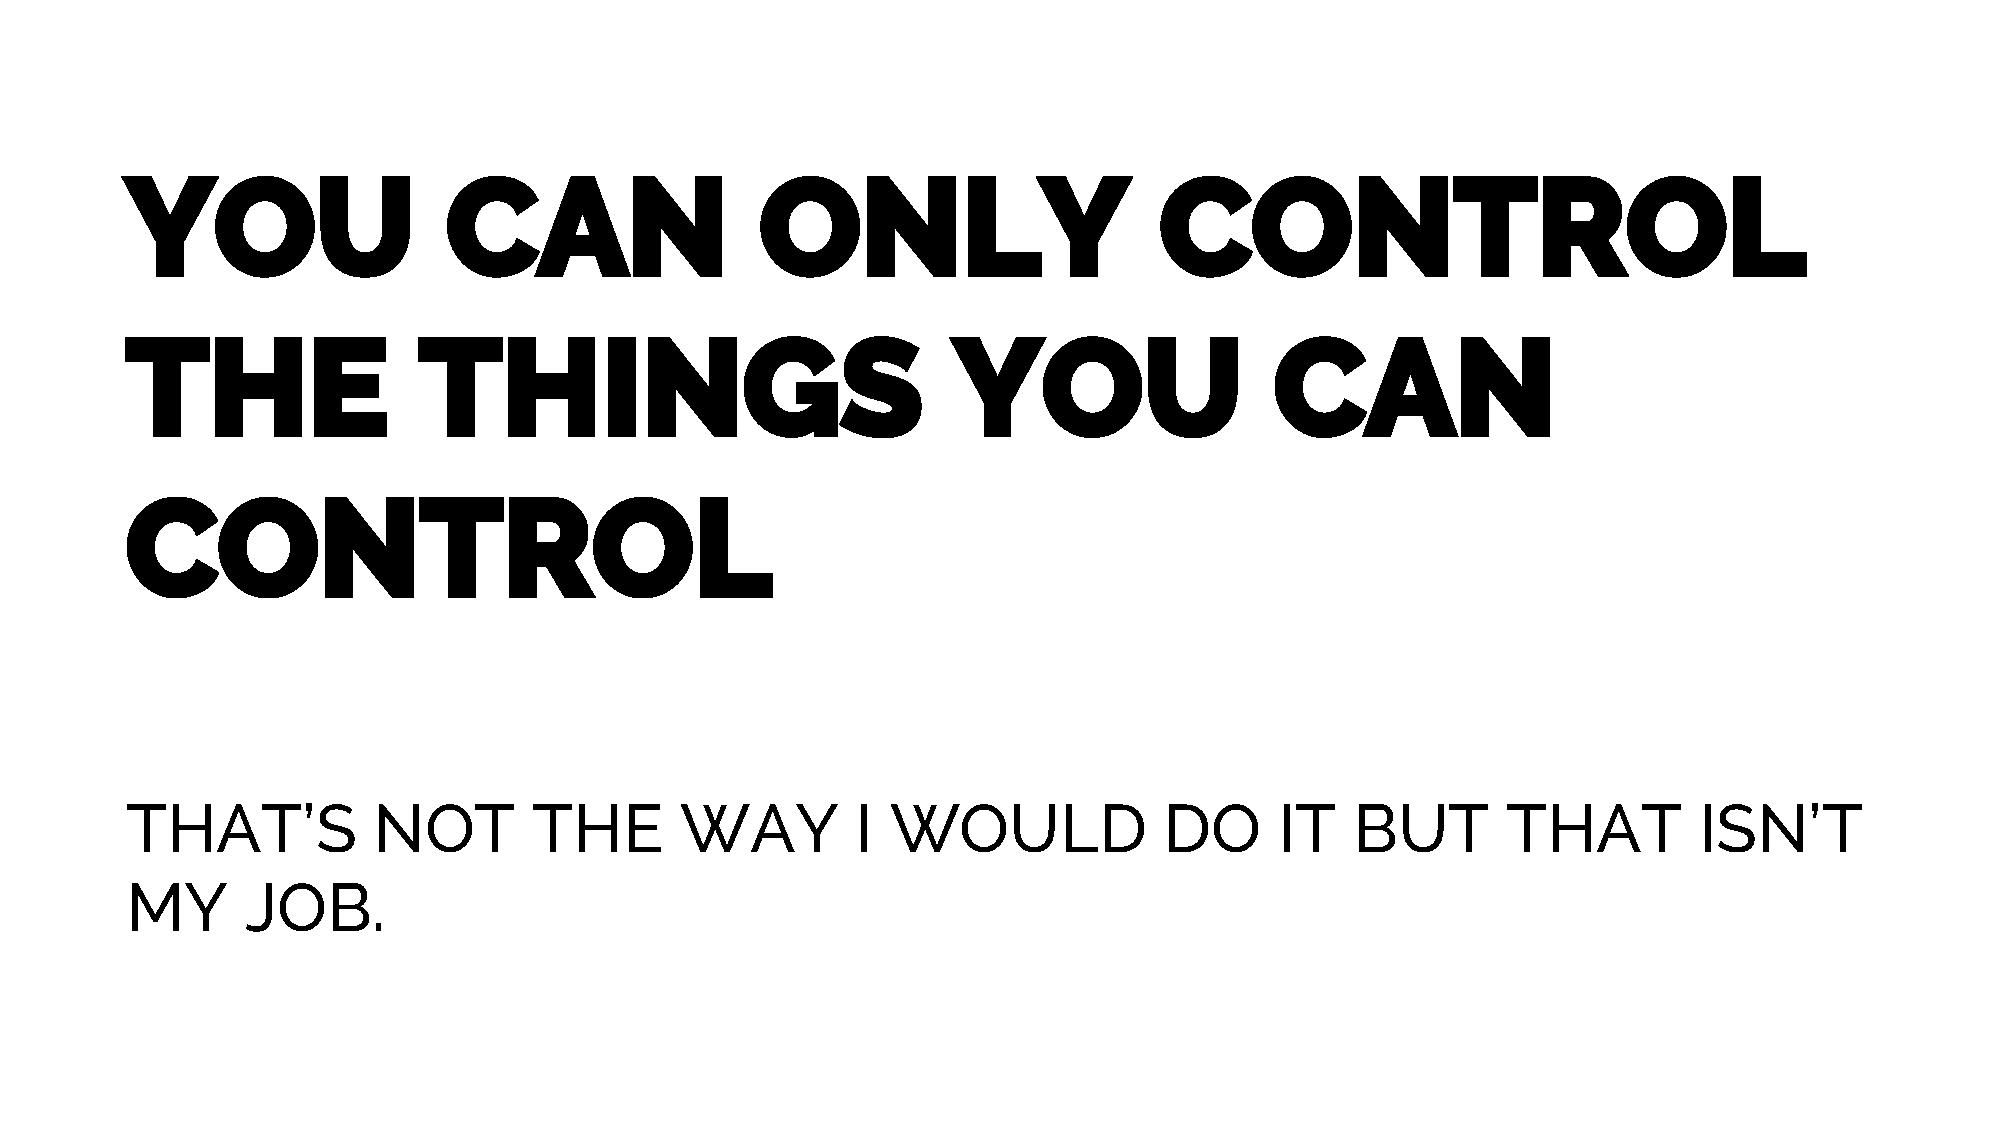 YOU CAN ONLY CONTROL
THE THINGS YOU CAN
CONTROL
THAT’S NOT THE WAY I WOULD DO IT BUT THAT ISN’T
MY JOB.